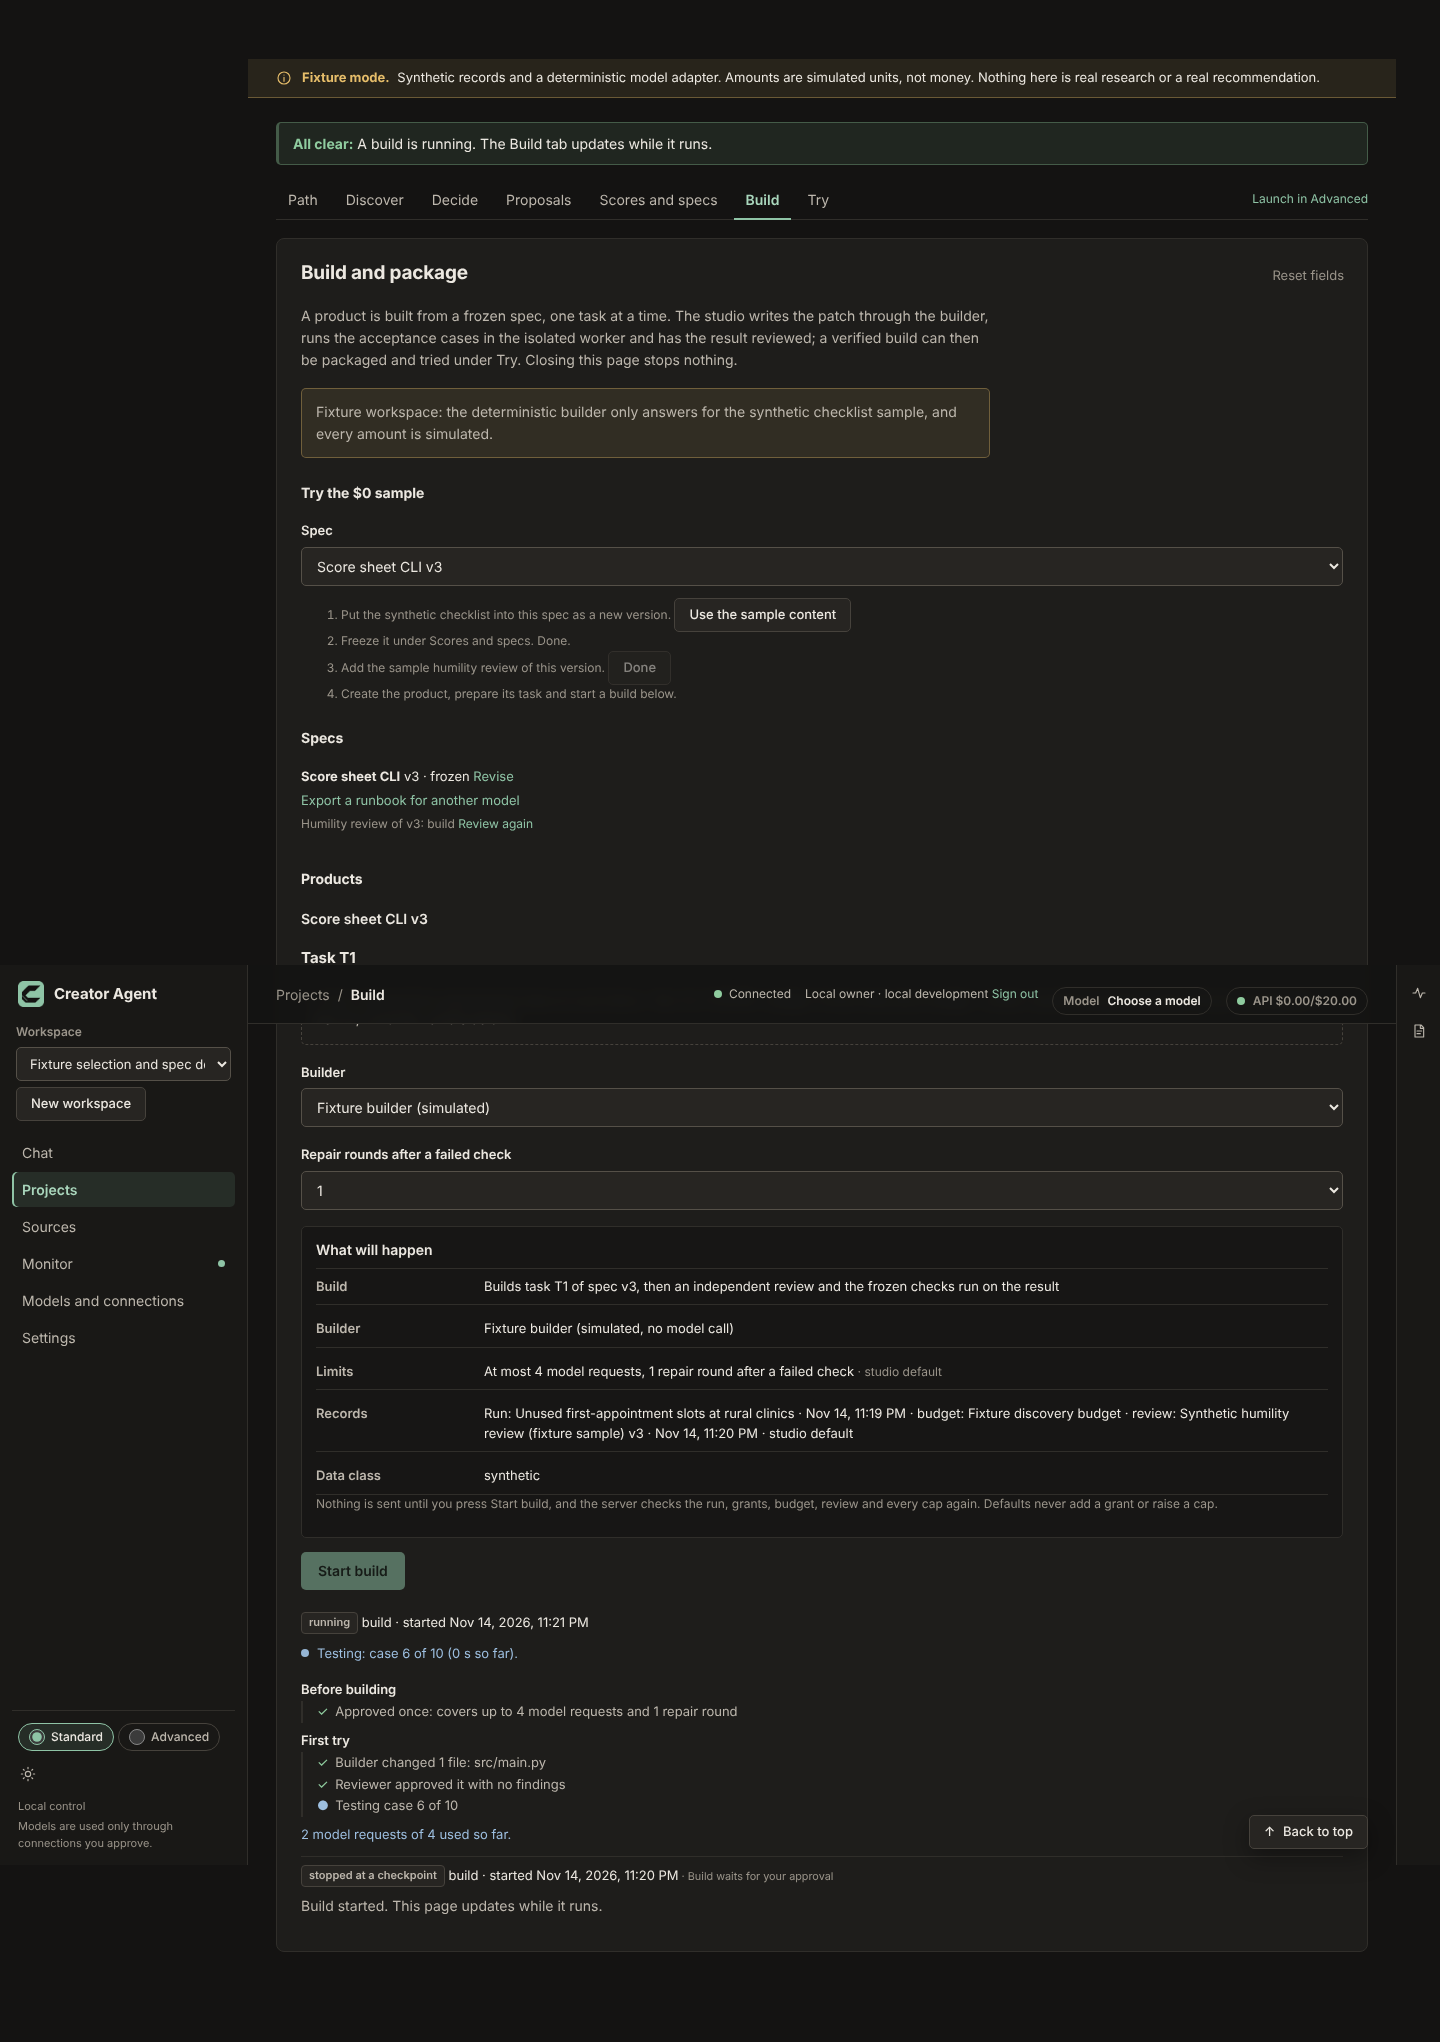 Fixture mode. Synthetic records and a deterministic model adapter. Amounts are simulated units, not money. Nothing here is real research or a real recommendation.
All clear: A build is running. The Build tab updates while it runs.
Path
Discover
Decide
Proposals
Scores and specs
Build
Try
Launch in Advanced
Build and package
Reset fields
A product is built from a frozen spec, one task at a time. The studio writes the patch through the builder,
runs the acceptance cases in the isolated worker and has the result reviewed; a verified build can then
be packaged and tried under Try. Closing this page stops nothing.
Fixture workspace: the deterministic builder only answers for the synthetic checklist sample, and
every amount is simulated.
Try the $0 sample
Spec
Score sheet CLI v3
1. Put the synthetic checklist into this spec as a new version. Use the sample content
2. Freeze it under Scores and specs. Done.
3. Add the sample humility review of this version. Done
4. Create the product, prepare its task and start a build below.
Specs
Score sheet CLI v3 · frozen Revise
Export a runbook for another model
Humility review of v3: build Review again
Products
Score sheet CLI v3
Task T1
Creator Agent
Projects / Build
Connected
Local owner · local development Sign out
Model Choose a model
API $0.00/$20.00
Workspace
Fixture selection and spec d
New workspace
Chat
Projects
Sources
Monitor
Models and connections
Settings
Builder
Fixture builder (simulated)
Repair rounds after a failed check
1
What will happen
Build
Builds task T1 of spec v3, then an independent review and the frozen checks run on the result
Builder
Fixture builder (simulated, no model call)
Limits
At most 4 model requests, 1 repair round after a failed check · studio default
Records
Run: Unused first-appointment slots at rural clinics · Nov 14, 11:19 PM · budget: Fixture discovery budget · review: Synthetic humility
review (fixture sample) v3 · Nov 14, 11:20 PM · studio default
Data class
synthetic
Nothing is sent until you press Start build, and the server checks the run, grants, budget, review and every cap again. Defaults never add a grant or raise a cap.
Start build
running build · started Nov 14, 2026, 11:21 PM
Testing: case 6 of 10 (0 s so far).
Before building
Approved once: covers up to 4 model requests and 1 repair round
First try
Builder changed 1 file: src/main.py
Reviewer approved it with no findings
Testing case 6 of 10
2 model requests of 4 used so far.
stopped at a checkpoint build · started Nov 14, 2026, 11:20 PM · Build waits for your approval
Build started. This page updates while it runs.
Standard
Advanced
Local control
Models are used only through
connections you approve.
↑ Back to top